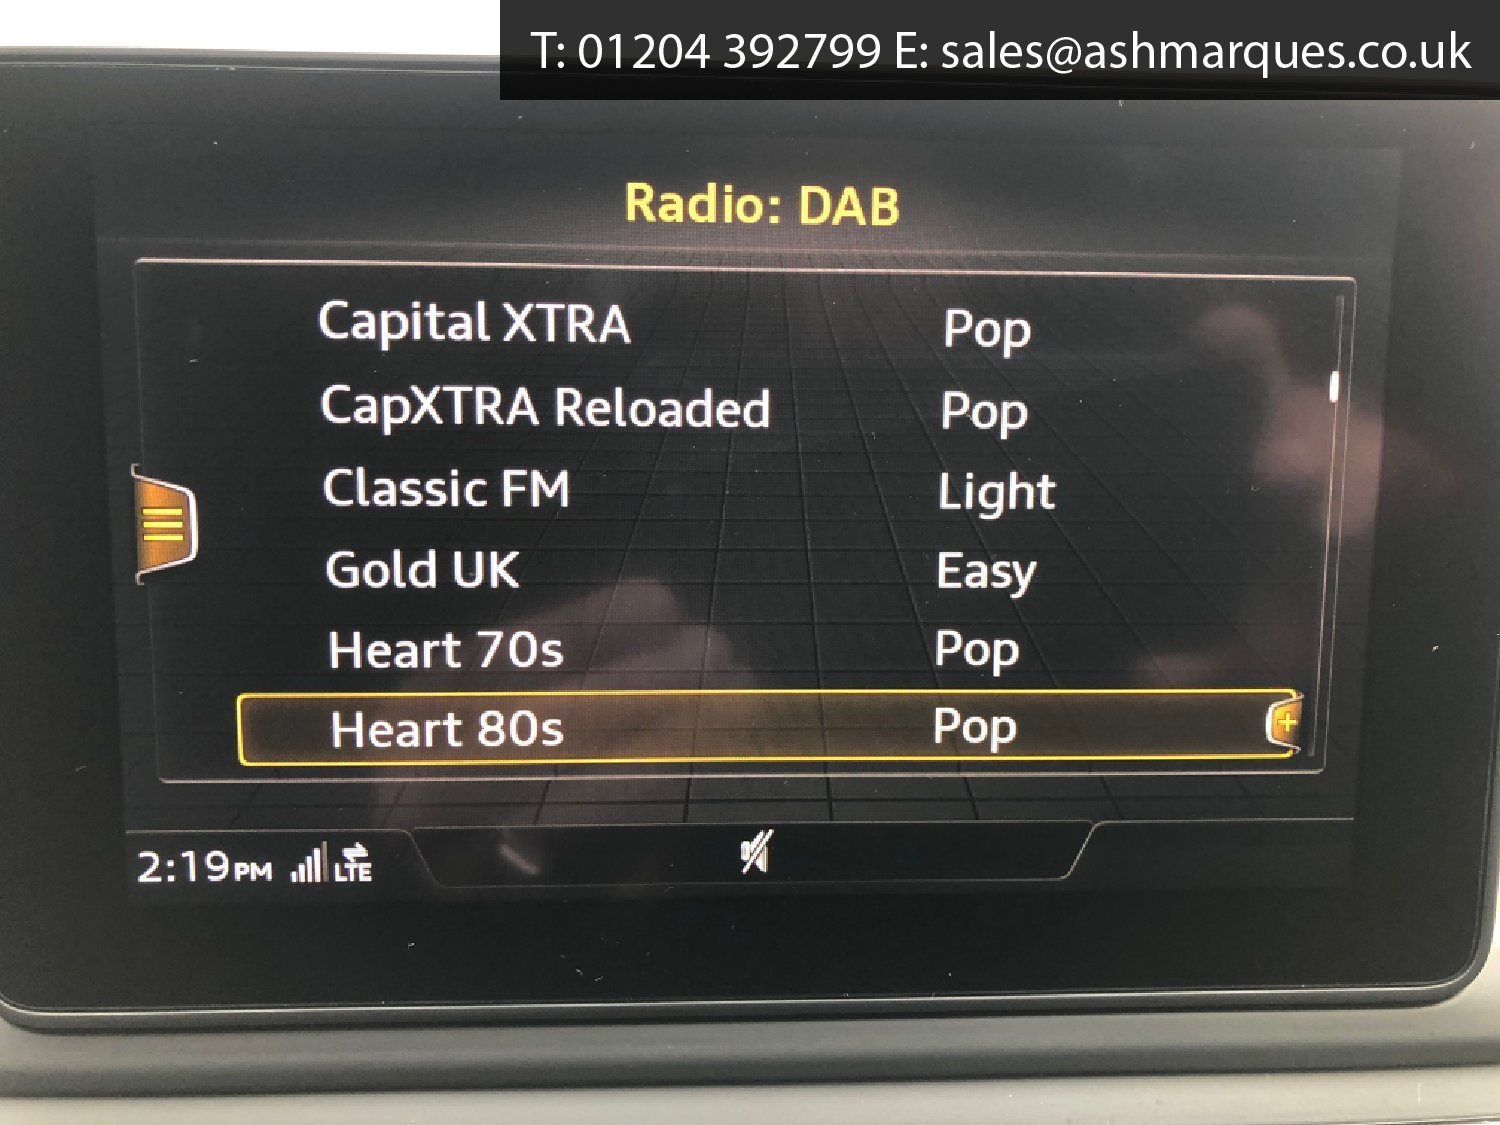 T: 01204 392799 E: sales@ashmarques.co.uk
Radio: DAB
Capital XTRA Pop
CapXTRA Reloaded Pop
Classic FM Light
Gold UK Easy
Heart 70s Pop
Heart 80s Pop
2:19PM LTE